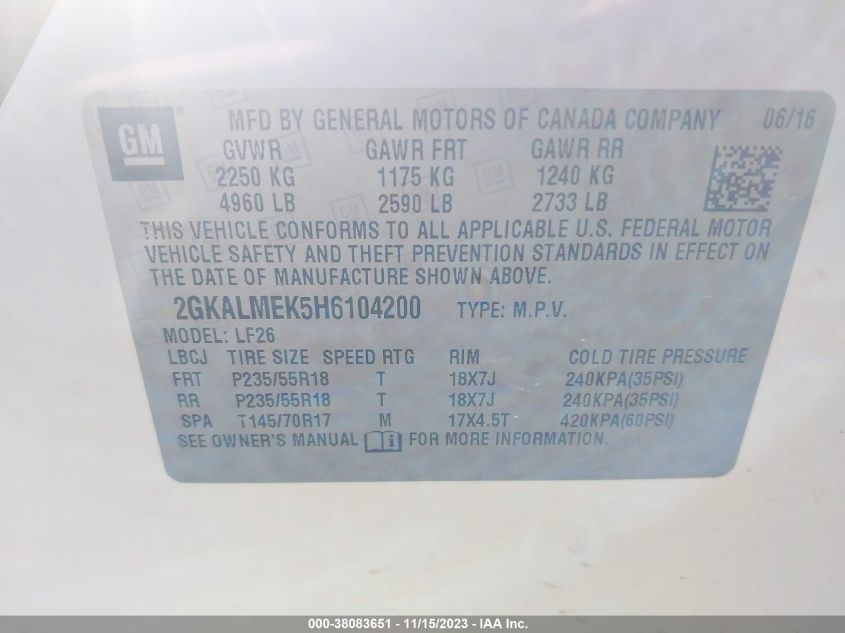 GM
MFD BY GENERAL MOTORS OF CANADA COMPANY 06/16
GVWR GAWR FRT GAWR RR
2250 KG 1175 KG 1240 KG
4960 LB 2590 LB 2733 LB
THIS VEHICLE CONFORMS TO ALL APPLICABLE U.S. FEDERAL MOTOR
VEHICLE SAFETY AND THEFT PREVENTION STANDARDS IN EFFECT ON
THE DATE OF MANUFACTURE SHOWN ABOVE.
2GKALMEK5H6104200 TYPE: M.P.V.
MODEL: LF26
LBCJ TIRE SIZE SPEED RTG RIM COLD TIRE PRESSURE
FRT P235/55R18 T 18X7J 240KPA(35PSI)
RR P235/55R18 T 18X7J 240KPA(35PSI)
SPA T145/70R17 M 17X4.5T 420KPA(60PSI)
SEE OWNER'S MANUAL FOR MORE INFORMATION.
000-38083651 - 11/15/2023 - IAA Inc.